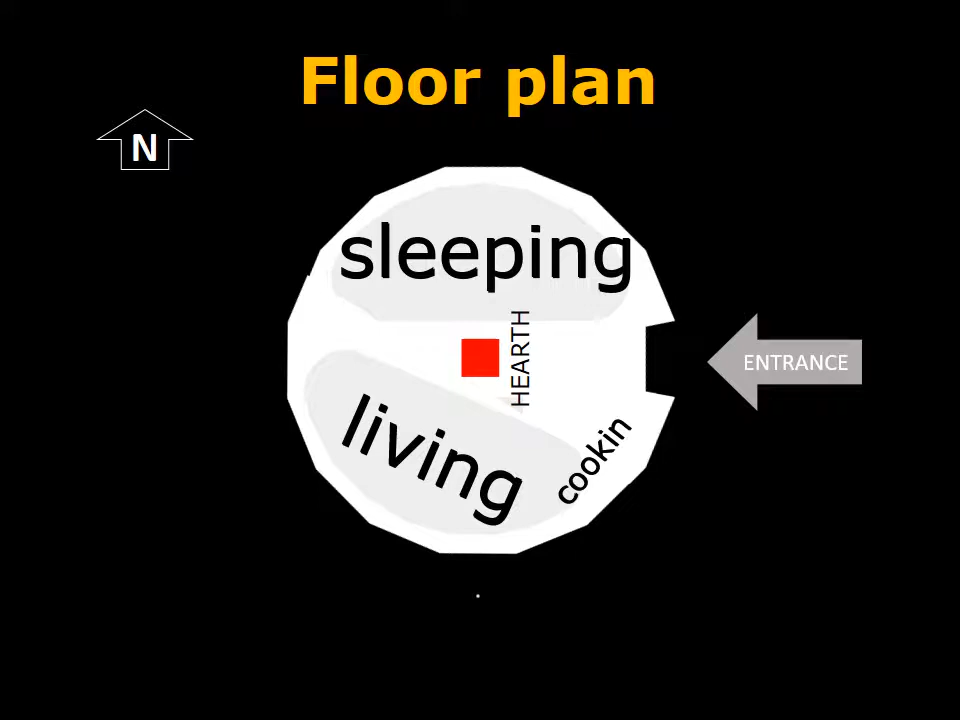 Floor plan
N
sleeping
HEARTH
ENTRANCE
living
cookin